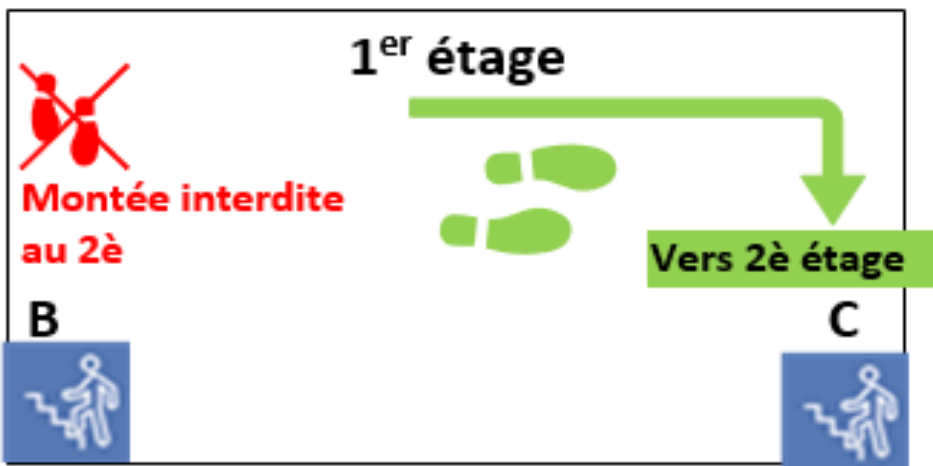 1er étage
Montée interdite
au 2è
Vers 2è étage
B
C